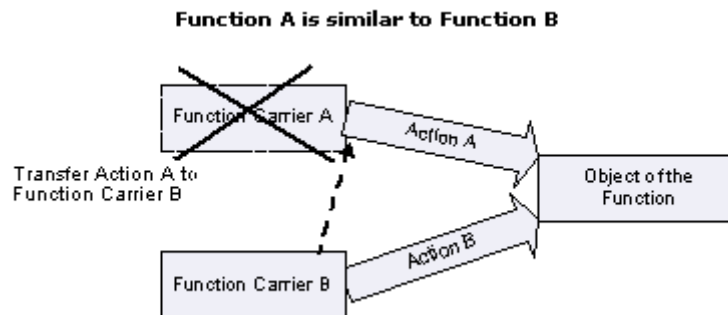 Function A is similar to Function B
Function Carrier A
Action A
Transfer Action A to
Function Carrier B
Object of the
Function
Action B
Function Carrier B